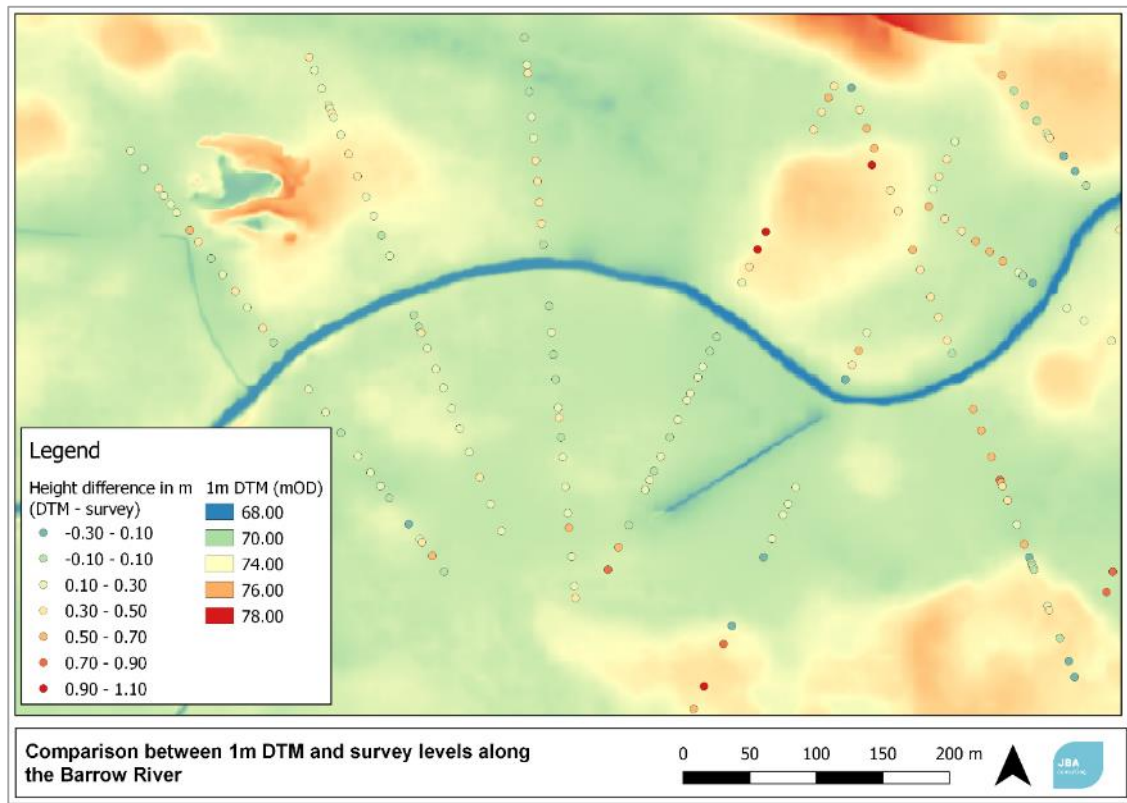 Legend
Height difference in m
(DTM - survey)
-0.30 - 0.10
-0.10 - 0.10
0.10 - 0.30
0.30 - 0.50
0.50 - 0.70
0.70 - 0.90
0.90 - 1.10
1m DTM (mOD)
68.00
70.00
74.00
76.00
78.00
Comparison between 1m DTM and survey levels along
the Barrow River
0 50 100 150 200 m
JBA
consulting